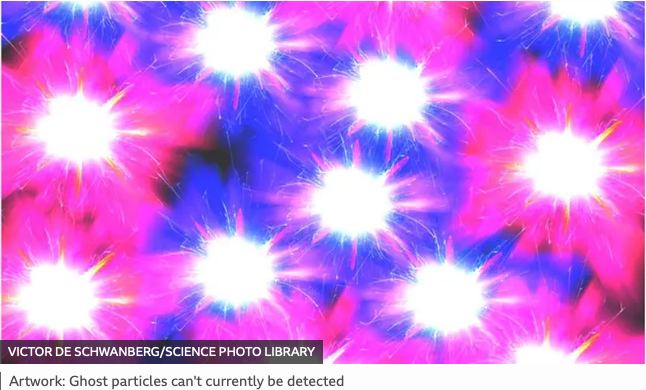 VICTOR DE SCHWANBERG/SCIENCE PHOTO LIBRARY
Artwork: Ghost particles can't currently be detected